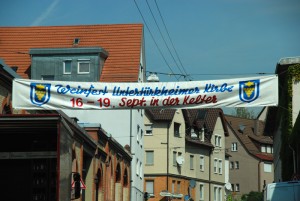 Weinfest Untertürkheimer Kirbe
16 - 19. Sept. in der Kelter